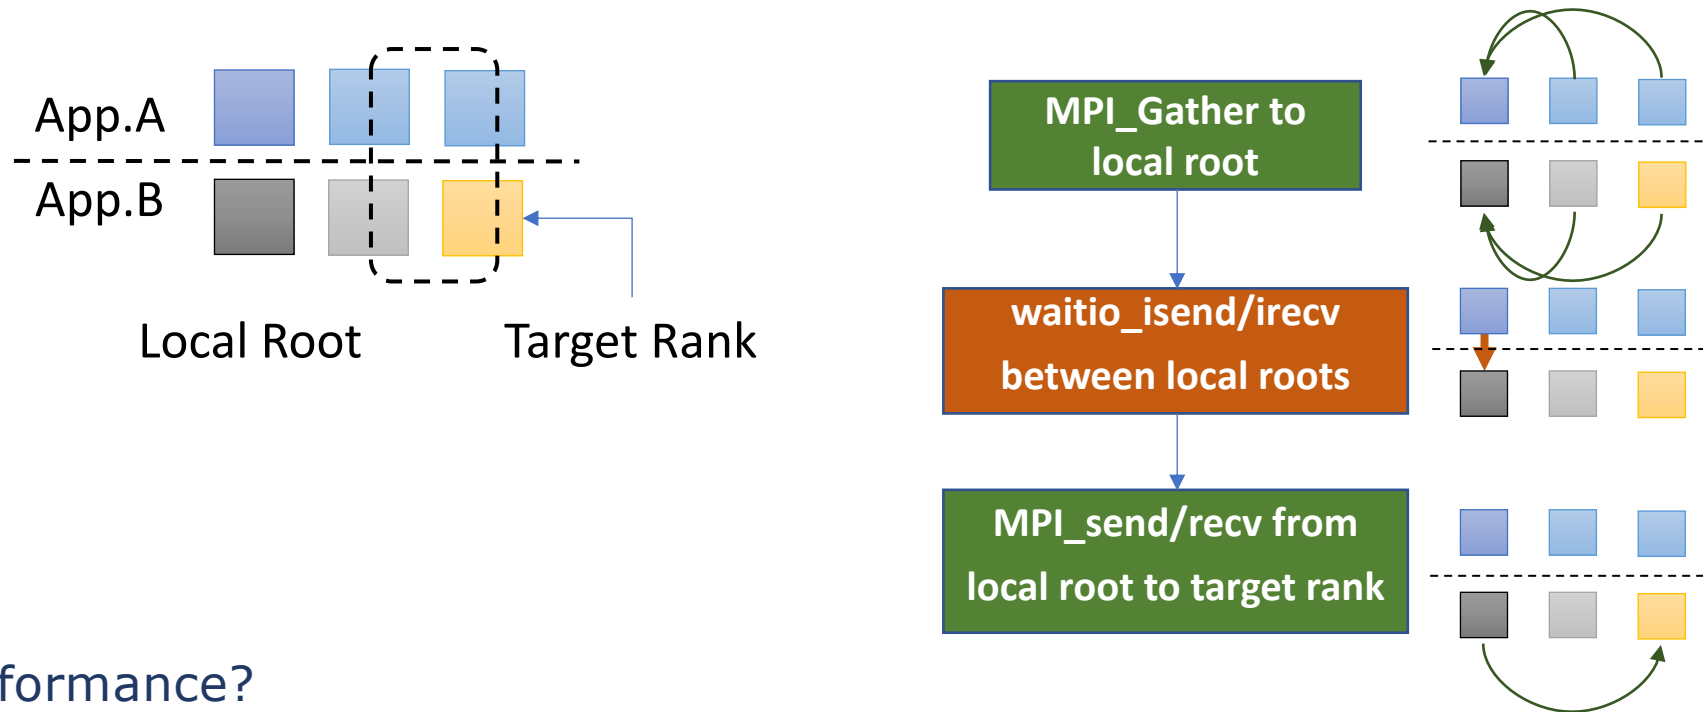 App.A
App.B
Local Root
Target Rank
MPI_Gather to
local root
waitio_isend/irecv
between local roots
MPI_send/recv from
local root to target rank
formance?